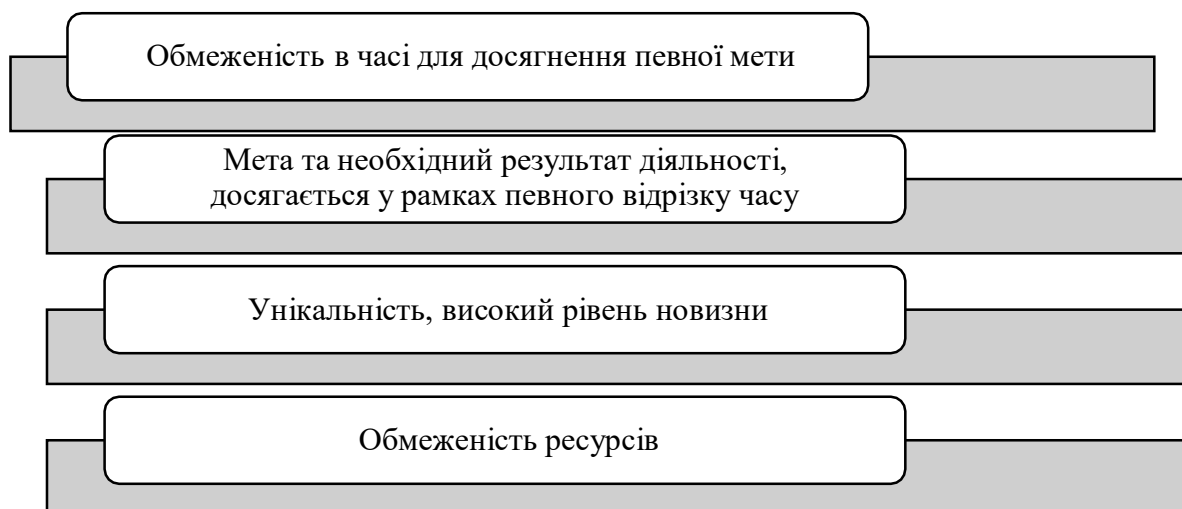 Обмеженість в часі для досягнення певної мети
Мета та необхідний результат діяльності,
досягається у рамках певного відрізку часу
Унікальність, високий рівень новизни
Обмеженість ресурсів